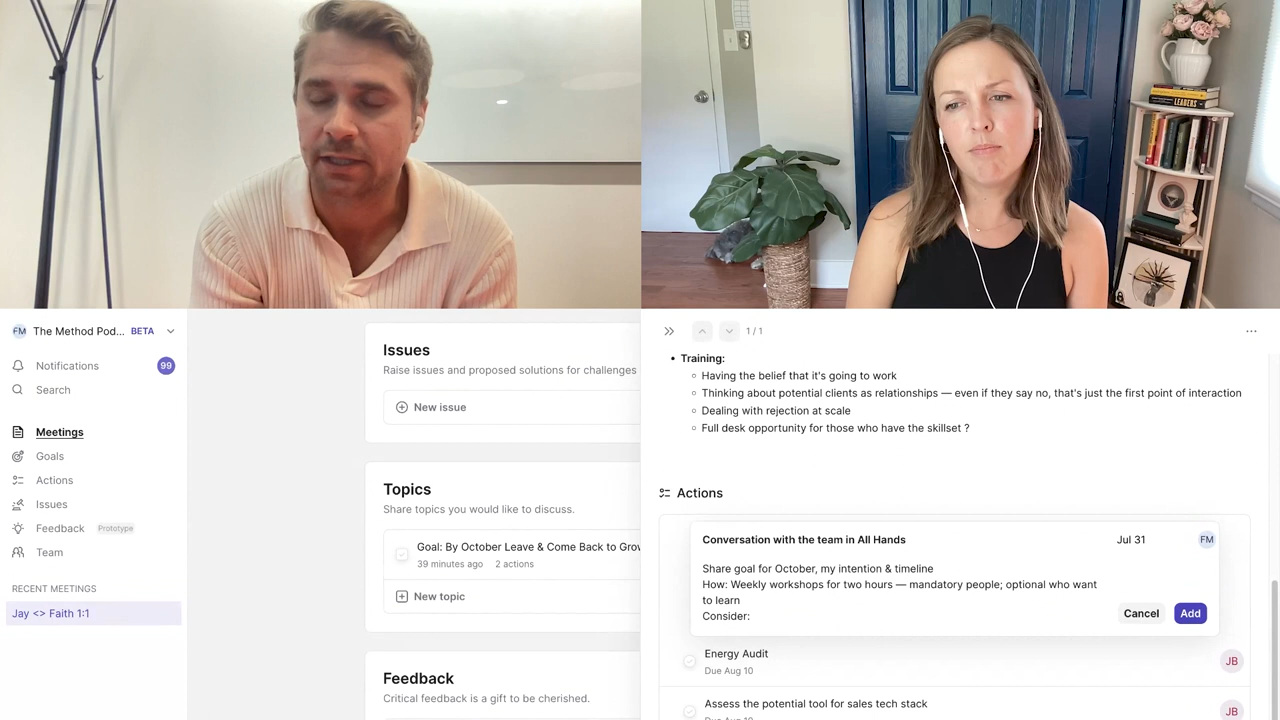 LEADERS
FM The Method Pod... BETA
Notifications 99
Search
Meetings
Goals
Actions
Issues
Feedback Prototype
Team
RECENT MEETINGS
Jay <> Faith 1:1
Issues
Raise issues and proposed solutions for challenges
New issue
Topics
Share topics you would like to discuss.
Goal: By October Leave & Come Back to Grow
39 minutes ago 2 actions
New topic
Feedback
Critical feedback is a gift to be cherished.
1 / 1
Training:
Having the belief that it's going to work
Thinking about potential clients as relationships — even if they say no, that's just the first point of interaction
Dealing with rejection at scale
Full desk opportunity for those who have the skillset ?
Actions
Conversation with the team in All Hands Jul 31 FM
Share goal for October, my intention & timeline
How: Weekly workshops for two hours — mandatory people; optional who want
to learn
Consider:
Cancel Add
Energy Audit
Due Aug 10 JB
Assess the potential tool for sales tech stack
Due Aug 10 JB